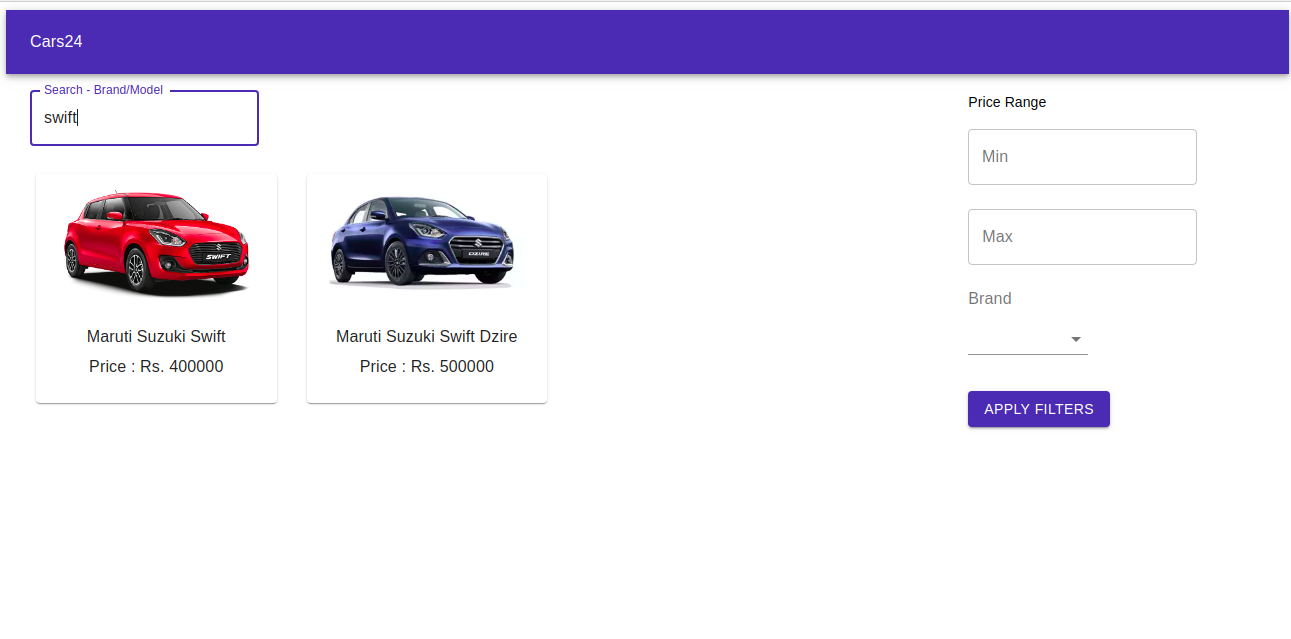 Cars24
Search - Brand/Model
swift
SWIFT
Maruti Suzuki Swift
Price : Rs. 400000
DZIRE
Maruti Suzuki Swift Dzire
Price : Rs. 500000
Price Range
Min
Max
Brand
APPLY FILTERS